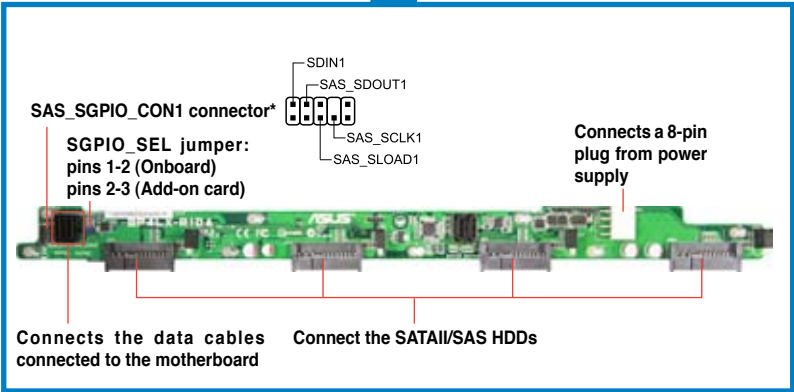 SDIN1
SAS_SDOUT1
SAS_SGPIO_CON1 connector*
SAS_SCLK1
SAS_SLOAD1
SGPIO_SEL jumper:
pins 1-2 (Onboard)
pins 2-3 (Add-on card)
Connects a 8-pin
plug from power
supply
ASUS
Connects the data cables
connected to the motherboard
Connect the SATAII/SAS HDDs